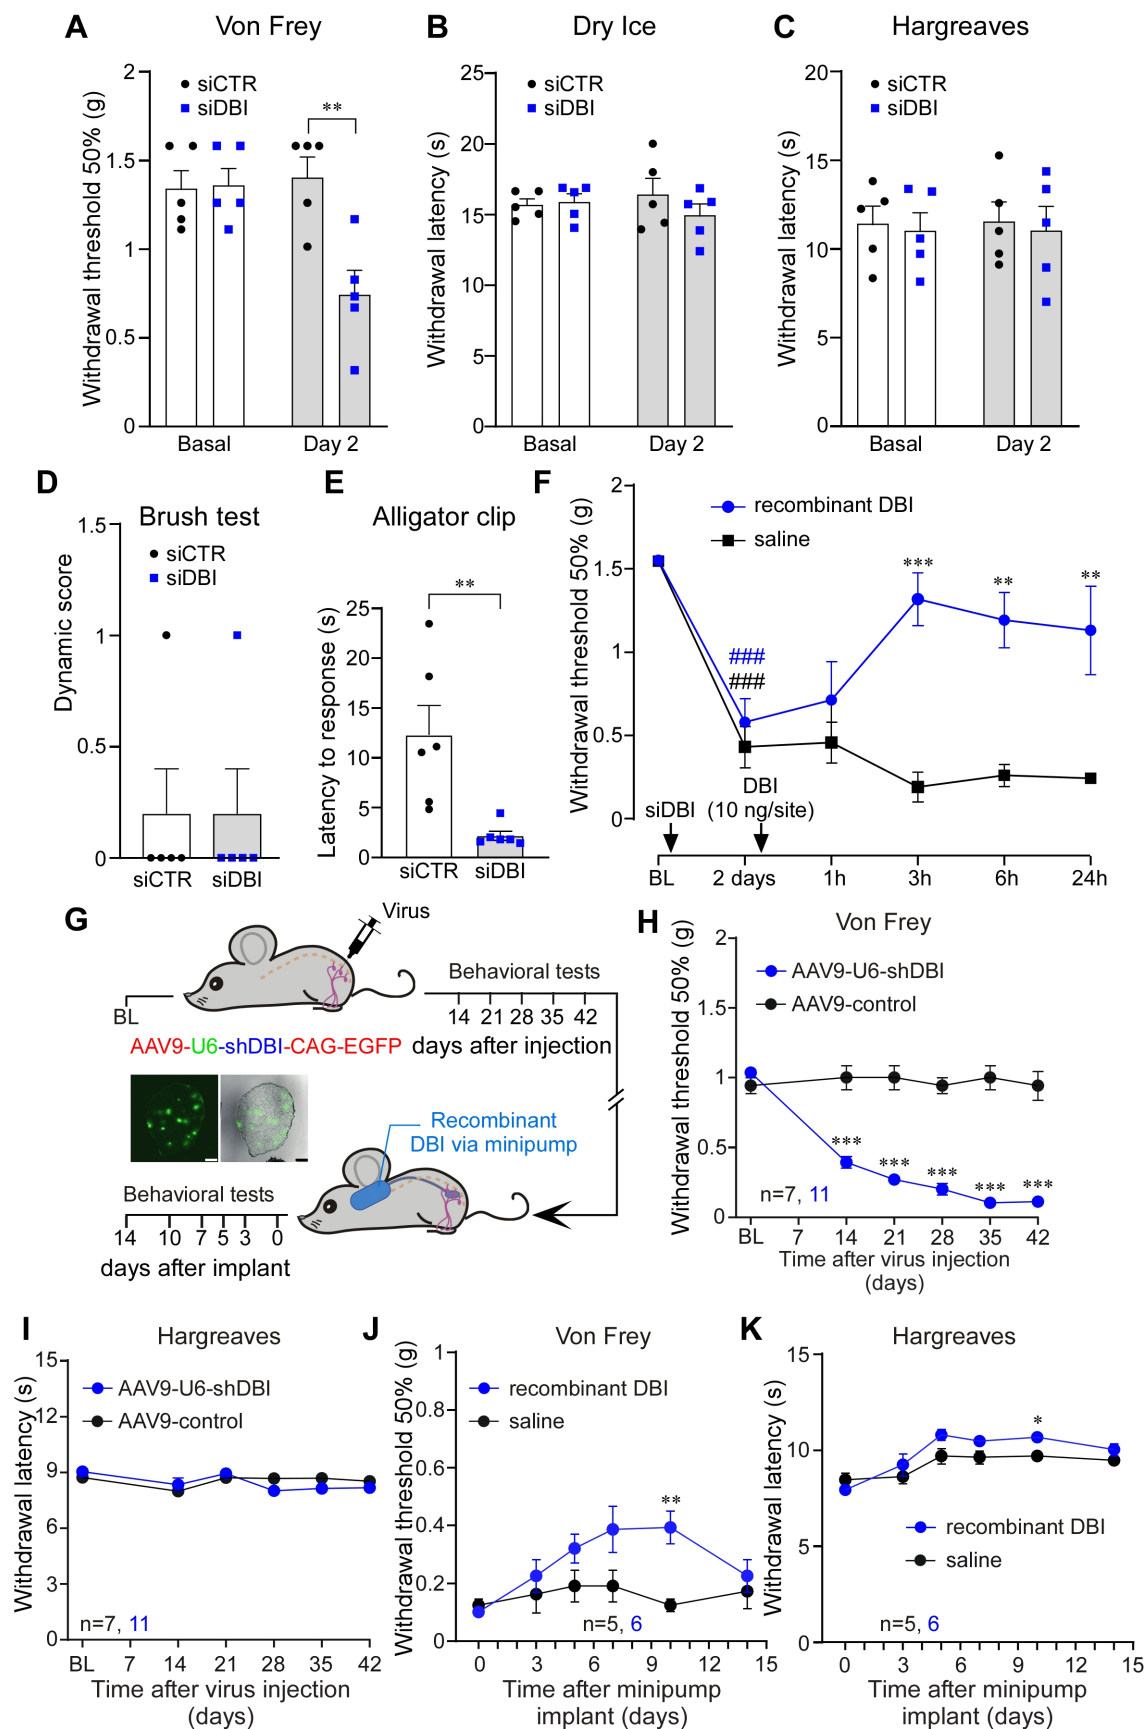 A
Von Frey
Withdrawal threshold 50% (g)
2
1.5
1
0.5
0
siCTR
siDBI
**
Basal
Day 2
B
Dry Ice
Withdrawal latency (s)
25
20
15
10
5
0
siCTR
siDBI
Basal
Day 2
C
Hargreaves
Withdrawal latency (s)
20
15
10
5
0
siCTR
siDBI
Basal
Day 2
D
Brush test
Dynamic score
1.5
1
0.5
0
siCTR
siDBI
siCTR
siDBI
E
Alligator clip
Latency to response (s)
25
20
15
10
5
0
**
siCTR
siDBI
F
Withdrawal threshold 50% (g)
2
1.5
1
0.5
0
recombinant DBI
saline
***
**
**
###
###
DBI
siDBI
(10 ng/site)
BL
2 days
1h
3h
6h
24h
G
Virus
BL
Behavioral tests
14 21 28 35 42
AAV9-U6-shDBI-CAG-EGFP
days after injection
Recombinant
DBI via minipump
Behavioral tests
14 10 7 5 3 0
days after implant
H
Von Frey
Withdrawal threshold 50% (g)
2
1.5
1
0.5
0
AAV9-U6-shDBI
AAV9-control
***
***
***
***
***
n=7, 11
BL 7 14 21 28 35 42
Time after virus injection
(days)
I
Hargreaves
Withdrawal latency (s)
15
12
9
6
3
0
AAV9-U6-shDBI
AAV9-control
n=7, 11
BL 7 14 21 28 35 42
Time after virus injection
(days)
J
Von Frey
Withdrawal threshold 50% (g)
1
0.8
0.6
0.4
0.2
0
recombinant DBI
saline
**
n=5, 6
0 3 6 9 12 15
Time after minipump
implant (days)
K
Hargreaves
Withdrawal latency (s)
15
10
5
0
*
recombinant DBI
saline
n=5, 6
0 3 6 9 12 15
Time after minipump
implant (days)